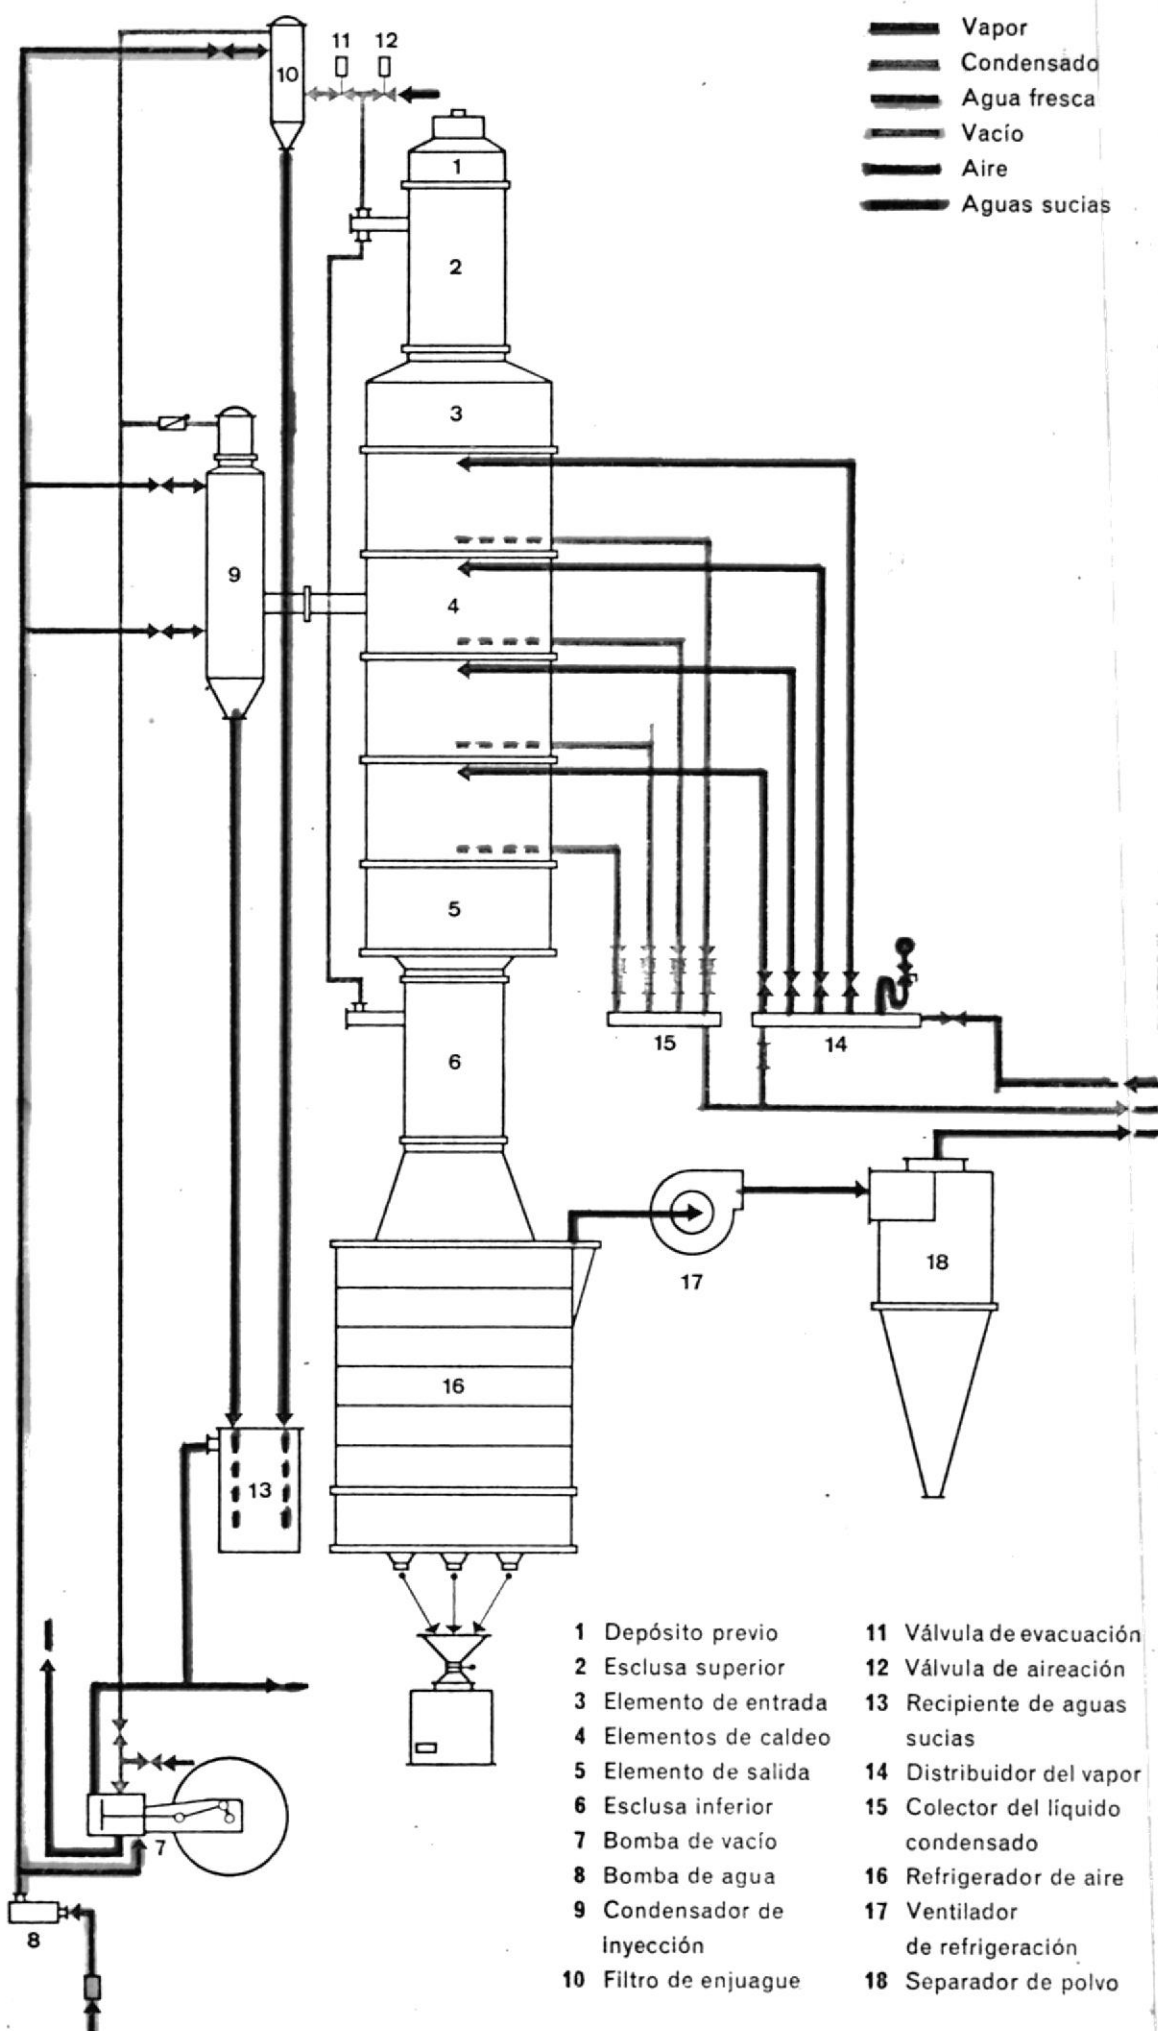 Vapor
Condensado
Agua fresca
Vacío
Aire
Aguas sucias
11 12
10
1
2
3
9
4
5
15
14
6
17
18
16
13
7
8
1 Depósito previo
2 Esclusa superior
3 Elemento de entrada
4 Elementos de caldeo
5 Elemento de salida
6 Esclusa inferior
7 Bomba de vacío
8 Bomba de agua
9 Condensador de
inyección
10 Filtro de enjuague
11 Válvula de evacuación
12 Válvula de aireación
13 Recipiente de aguas
sucias
14 Distribuidor del vapor
15 Colector del líquido
condensado
16 Refrigerador de aire
17 Ventilador
de refrigeración
18 Separador de polvo